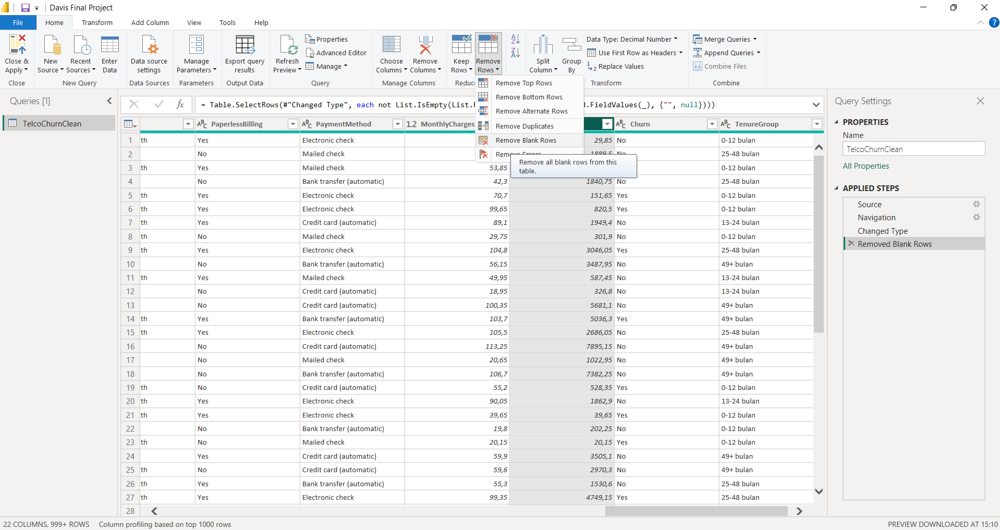 Davis Final Project
File Home Transform Add Column View Tools Help
Close & Apply
New Source
Recent Sources
Enter Data
Data source settings
Manage Parameters
Export query results
Refresh Preview
Properties
Advanced Editor
Manage
Choose Columns
Remove Columns
Keep Rows
Remove Rows
Split Column
Group By
Data Type: Decimal Number
Use First Row as Headers
Replace Values
Merge Queries
Append Queries
Combine Files
Close New Query Data Sources Parameters Output Data Query Manage Columns Reduc Transform Combine
Remove Top Rows
Remove Bottom Rows
Remove Alternate Rows
Remove Duplicates
Remove Blank Rows
Remove Errors
Remove all blank rows from this
table.
Queries [1]
TelcoChurnClean
fx
= Table.SelectRows(#"Changed Type", each not List.IsEmpty(List. d.FieldValues(_), {"", null})))
PaperlessBilling PaymentMethod 1.2 MonthlyCharges Churn TenureGroup
1 th Yes Electronic check 29,85 No 0-12 bulan
2 No Mailed check 1889,5 No 25-48 bulan
3 th Yes Mailed check 53,85 0-12 bulan
4 No Bank transfer (automatic) 42,3 1840,75 No 25-48 bulan
5 th Yes Electronic check 70,7 151,65 Yes 0-12 bulan
6 th Yes Electronic check 99,65 820,5 Yes 0-12 bulan
7 th Yes Credit card (automatic) 89,1 1949,4 No 13-24 bulan
8 th No Mailed check 29,75 301,9 No 0-12 bulan
9 th Yes Electronic check 104,8 3046,05 Yes 25-48 bulan
10 No Bank transfer (automatic) 56,15 3487,95 No 49+ bulan
11 th Yes Mailed check 49,95 587,45 No 13-24 bulan
12 No Credit card (automatic) 18,95 326,8 No 13-24 bulan
13 No Credit card (automatic) 100,35 5681,1 No 49+ bulan
14 th Yes Bank transfer (automatic) 103,7 5036,3 Yes 49+ bulan
15 th Yes Electronic check 105,5 2686,05 No 25-48 bulan
16 No Credit card (automatic) 113,25 7895,15 No 49+ bulan
17 No Mailed check 20,65 1022,95 No 49+ bulan
18 No Bank transfer (automatic) 106,7 7382,25 No 49+ bulan
19 th No Credit card (automatic) 55,2 528,35 Yes 0-12 bulan
20 th Yes Electronic check 90,05 1862,9 No 13-24 bulan
21 th Yes Electronic check 39,65 39,65 Yes 0-12 bulan
22 No Bank transfer (automatic) 19,8 202,25 No 0-12 bulan
23 th No Mailed check 20,15 20,15 Yes 0-12 bulan
24 Yes Credit card (automatic) 59,9 3505,1 No 49+ bulan
25 th No Credit card (automatic) 59,6 2970,3 No 49+ bulan
26 th Yes Bank transfer (automatic) 55,3 1530,6 No 25-48 bulan
27 th Yes Electronic check 99,35 4749,15 Yes 25-48 bulan
28
Query Settings
PROPERTIES
Name
TelcoChurnClean
All Properties
APPLIED STEPS
Source
Navigation
Changed Type
Removed Blank Rows
22 COLUMNS, 999+ ROWS Column profiling based on top 1000 rows PREVIEW DOWNLOADED AT 15:10